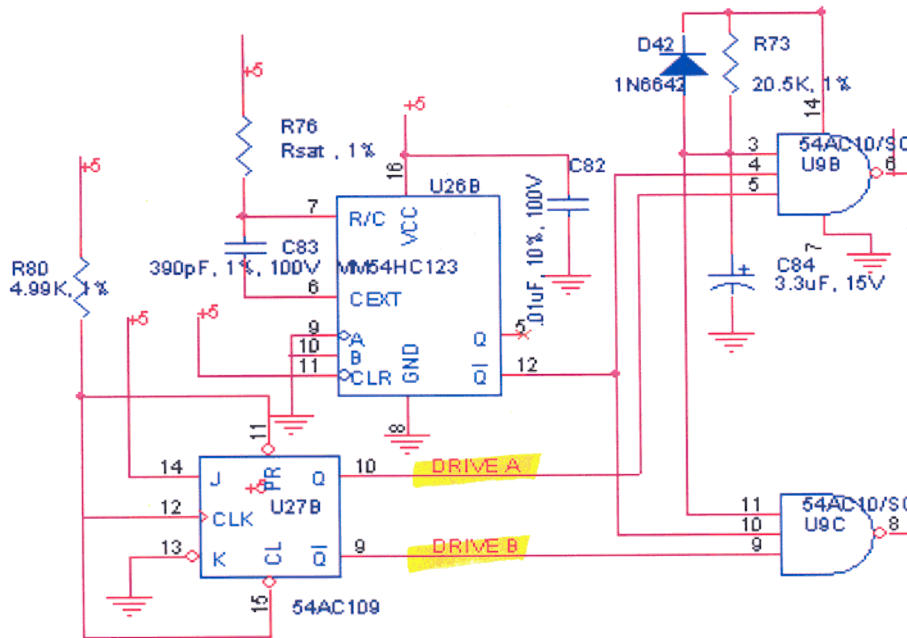 +5
R76
Rsat , 1%
+5
D42
1N6642
R73
20.5K, 1%
14
3
4
5
54AC10/SO
U9B
6
7
+5
16
U26B
C82
.01uF, 10%, 100V
7
R/C
VCC
C83
390pF, 1%, 100V
MM54HC123
6
CEXT
R80
4.99K, 1%
C84
3.3uF, 15V
+5
+5
9
A
10
B
11
CLR
GND
Q
5
Q
12
8
11
14
J
PR
+5
Q
10
DRIVE A
U27B
12
CLK
13
K
CL
Q
9
DRIVE B
15
54AC109
11
10
9
54AC10/SO
U9C
8